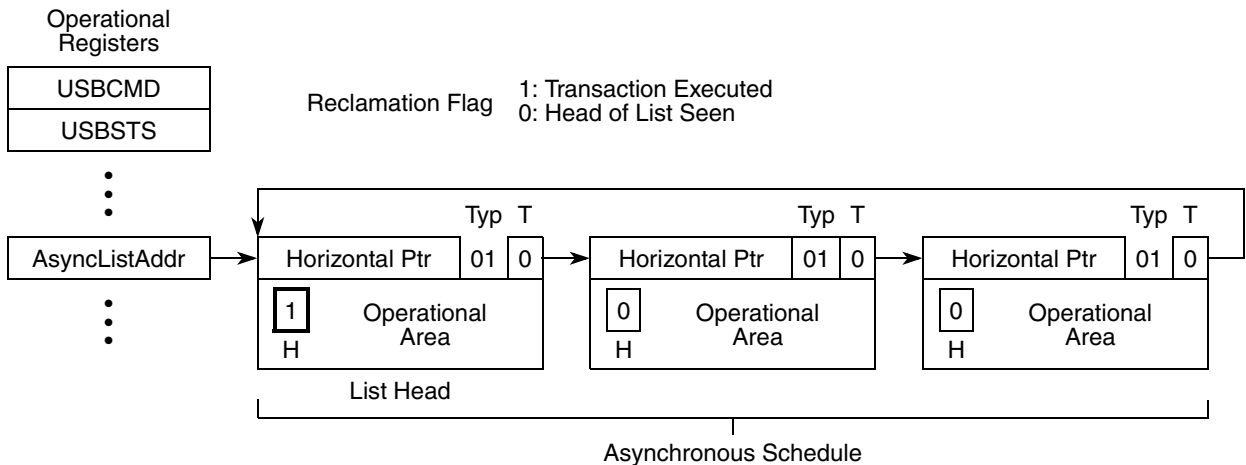 Operational
Registers
USBCMD
USBSTS
Reclamation Flag
1: Transaction Executed
0: Head of List Seen
Typ T Typ T Typ T
AsyncListAddr Horizontal Ptr 01 0 Horizontal Ptr 01 0 Horizontal Ptr 01 0
1 Operational Area
H
0 Operational Area
H
0 Operational Area
H
List Head
Asynchronous Schedule